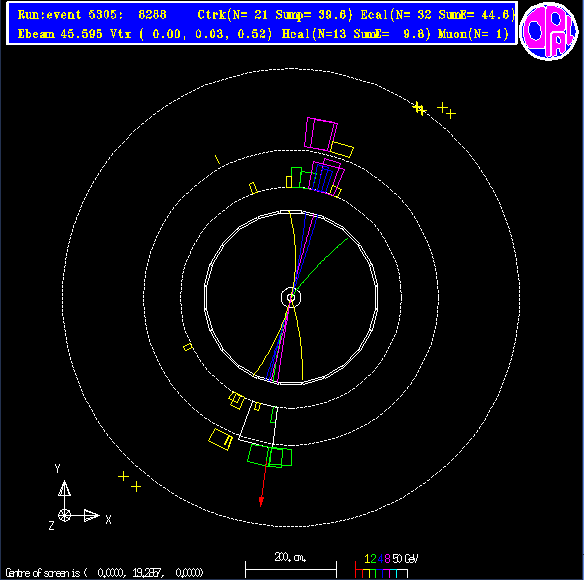 Run:event 5305: 8288 Ctrk(N= 21 Sump= 39.6) Ecal(N= 32 SumE= 44.6)
Ebeam 45.595 Vtx ( 0.00, 0.03, 0.52) Hcal(N=13 SumE= 9.8) Muon(N= 1)
OPAL
Y
X
Z
200. cm.
1 2 4 8 50 GeV
Centre of screen is ( 0.0000, 19.2857, 0.0000)